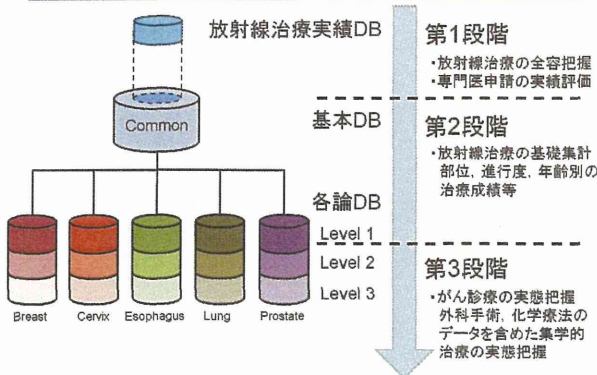 放射線治療実績DB
Common
基本DB
各論DB
Level 1
Level 2
Level 3
Breast
Cervix
Esophagus
Lung
Prostate
第1段階
・放射線治療の全容把握
・専門医申請の実績評価
第2段階
・放射線治療の基礎集計
部位、進行度、年齢別の
治療成績等
第3段階
・がん診療の実態把握
外科手術、化学療法の
データを含めた集学的
治療の実態把握